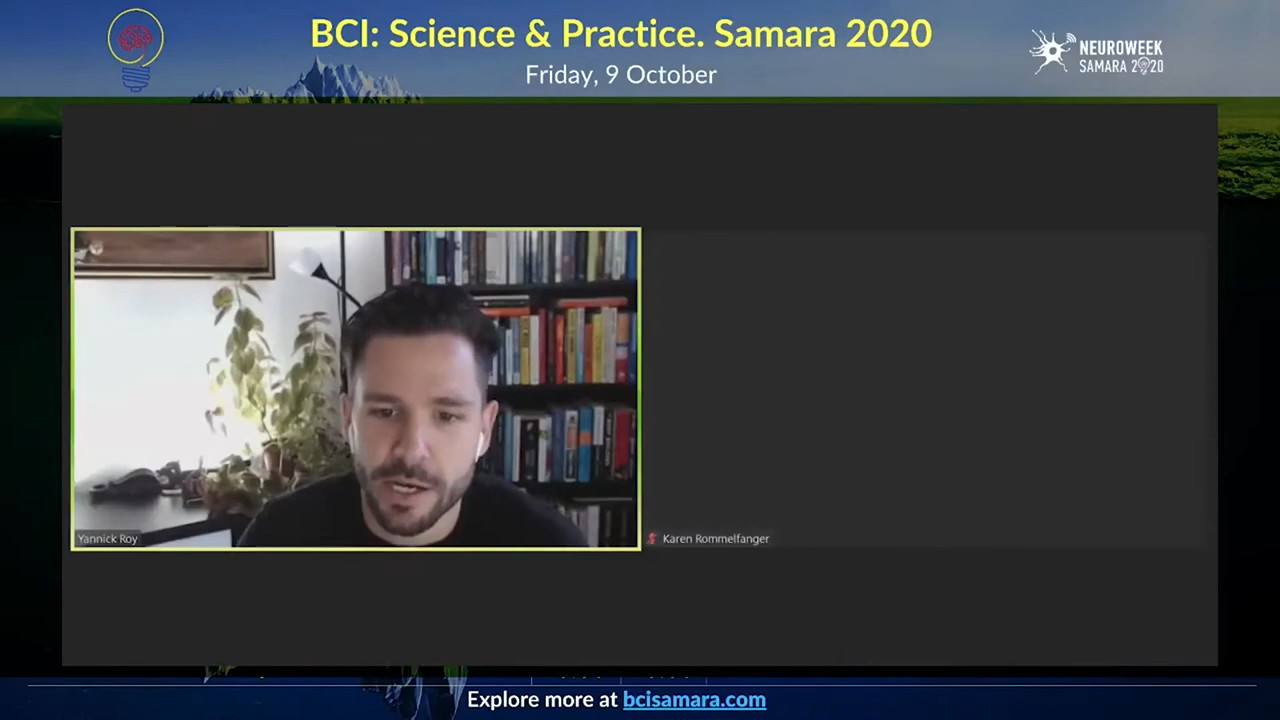 BCI: Science & Practice. Samara 2020
Friday, 9 October
NEUROWEEK
SAMARA 2020
Yannick Roy
Karen Rommelfanger
Explore more at bcisamara.com